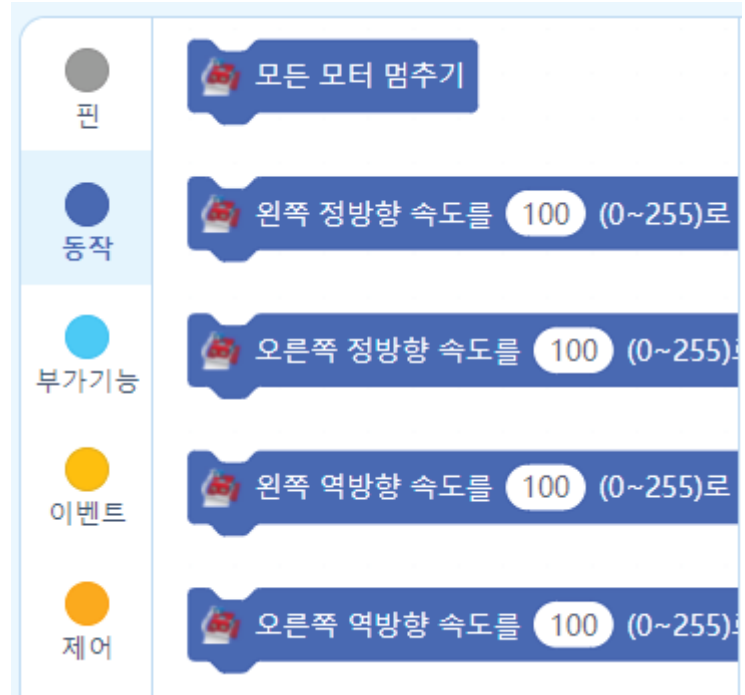 핀
동작
부가기능
이벤트
제어
모든 모터 멈추기
왼쪽 정방향 속도를 100 (0~255)로
오른쪽 정방향 속도를 100 (0~255)
왼쪽 역방향 속도를 100 (0~255)로
오른쪽 역방향 속도를 100 (0~255)